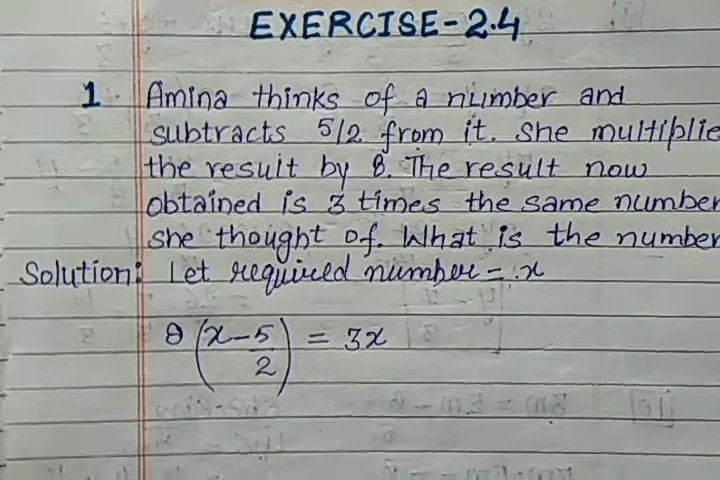 EXERCISE-2.4
1 Amina thinks of a number and
subtracts 5/2 from it. She multiplie
the result by 8. The result now
obtained is 3 times the same number
she thought of. What is the number
Solution: Let required number = x
8 (x - 5/2) = 3x